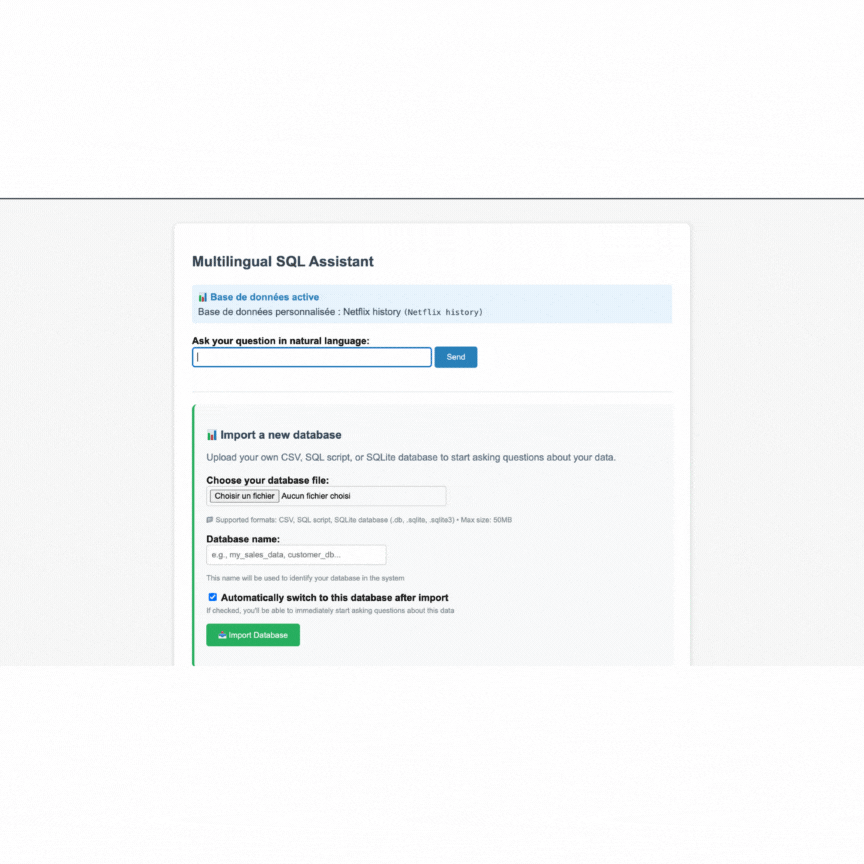 Multilingual SQL Assistant
📊 Base de données active
Base de données personnalisée : Netflix history (Netflix history)
Ask your question in natural language:
Send
📊 Import a new database
Upload your own CSV, SQL script, or SQLite database to start asking questions about your data.
Choose your database file:
Choisir un fichier Aucun fichier choisi
Supported formats: CSV, SQL script, SQLite database (.db, .sqlite, .sqlite3) • Max size: 50MB
Database name:
e.g., my_sales_data, customer_db...
This name will be used to identify your database in the system
Automatically switch to this database after import
If checked, you'll be able to immediately start asking questions about this data
📥 Import Database